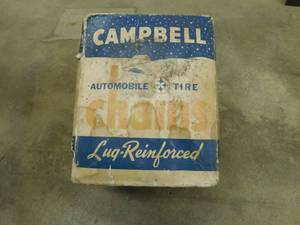 CAMPBELL
AUTOMOBILE TIRE
chains
Lug-Reinforced